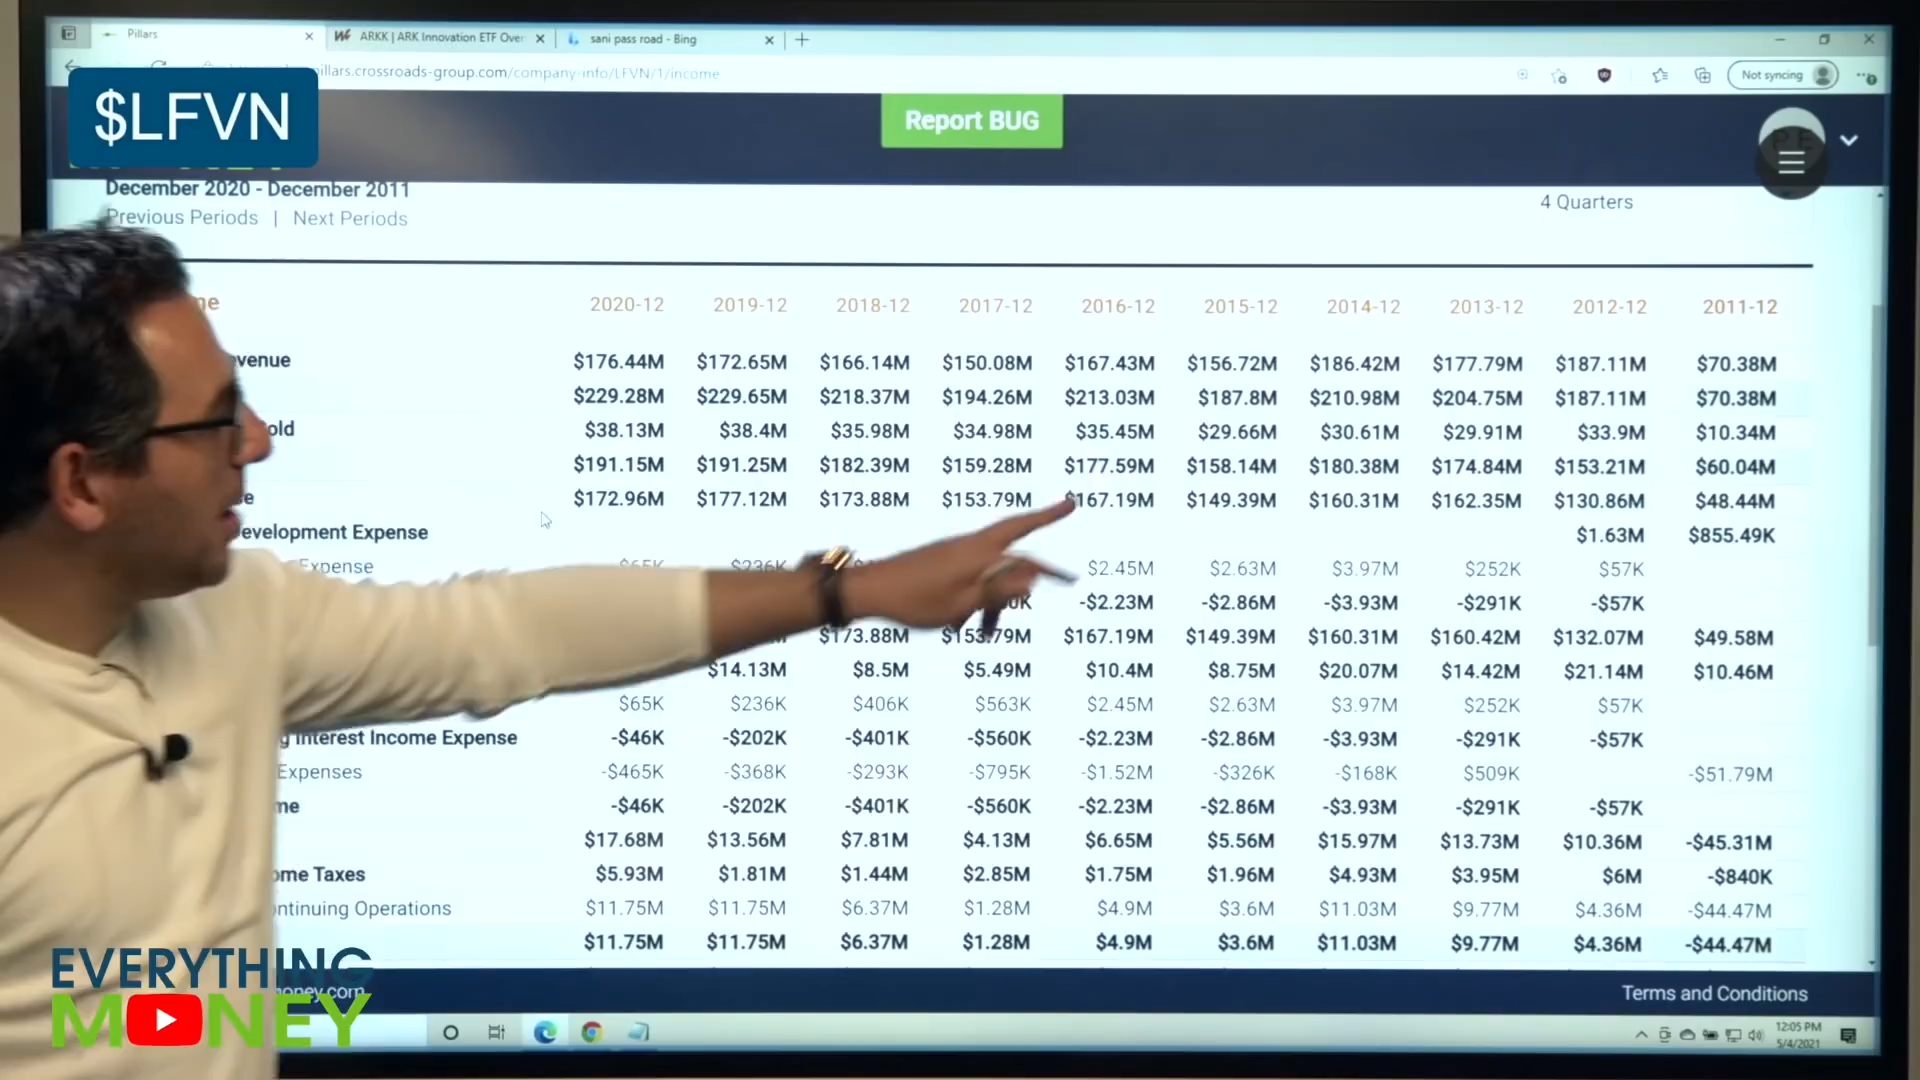 Pillars
ARKK | ARK Innovation ETF Over
sani pass road - Bing
pillars.crossroads-group.com/company-info/LFVN/1/income
Not syncing
$LFVN
Report BUG
December 2020 - December 2011
Previous Periods | Next Periods
4 Quarters
2020-12 2019-12 2018-12 2017-12 2016-12 2015-12 2014-12 2013-12 2012-12 2011-12
venue $176.44M $172.65M $166.14M $150.08M $167.43M $156.72M $186.42M $177.79M $187.11M $70.38M
$229.28M $229.65M $218.37M $194.26M $213.03M $187.8M $210.98M $204.75M $187.11M $70.38M
old $38.13M $38.4M $35.98M $34.98M $35.45M $29.66M $30.61M $29.91M $33.9M $10.34M
$191.15M $191.25M $182.39M $159.28M $177.59M $158.14M $180.38M $174.84M $153.21M $60.04M
$172.96M $177.12M $173.88M $153.79M $167.19M $149.39M $160.31M $162.35M $130.86M $48.44M
evelopment Expense $1.63M $855.49K
Expense $65K $236K $2.45M $2.63M $3.97M $252K $57K
-$2.23M -$2.86M -$3.93M -$291K -$57K
$173.88M $153.79M $167.19M $149.39M $160.31M $160.42M $132.07M $49.58M
$14.13M $8.5M $5.49M $10.4M $8.75M $20.07M $14.42M $21.14M $10.46M
$65K $236K $406K $563K $2.45M $2.63M $3.97M $252K $57K
g Interest Income Expense -$46K -$202K -$401K -$560K -$2.23M -$2.86M -$3.93M -$291K -$57K
Expenses -$465K -$368K -$293K -$795K -$1.52M -$326K -$168K $509K -$51.79M
me -$46K -$202K -$401K -$560K -$2.23M -$2.86M -$3.93M -$291K -$57K
$17.68M $13.56M $7.81M $4.13M $6.65M $5.56M $15.97M $13.73M $10.36M -$45.31M
ome Taxes $5.93M $1.81M $1.44M $2.85M $1.75M $1.96M $4.93M $3.95M $6M -$840K
ntinuing Operations $11.75M $11.75M $6.37M $1.28M $4.9M $3.6M $11.03M $9.77M $4.36M -$44.47M
$11.75M $11.75M $6.37M $1.28M $4.9M $3.6M $11.03M $9.77M $4.36M -$44.47M
EVERYTHING
MONEY
money.com
Terms and Conditions
12:05 PM
5/4/2021